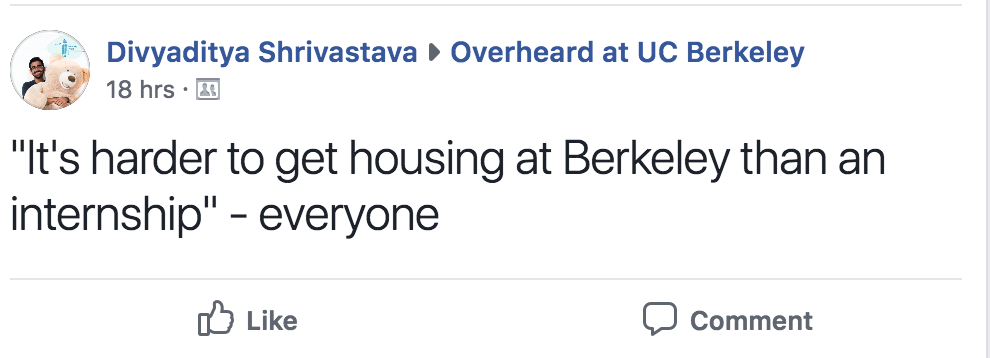 Divyaditya Shrivastava ▸ Overheard at UC Berkeley
18 hrs ·
"It's harder to get housing at Berkeley than an
internship" - everyone
Like Comment